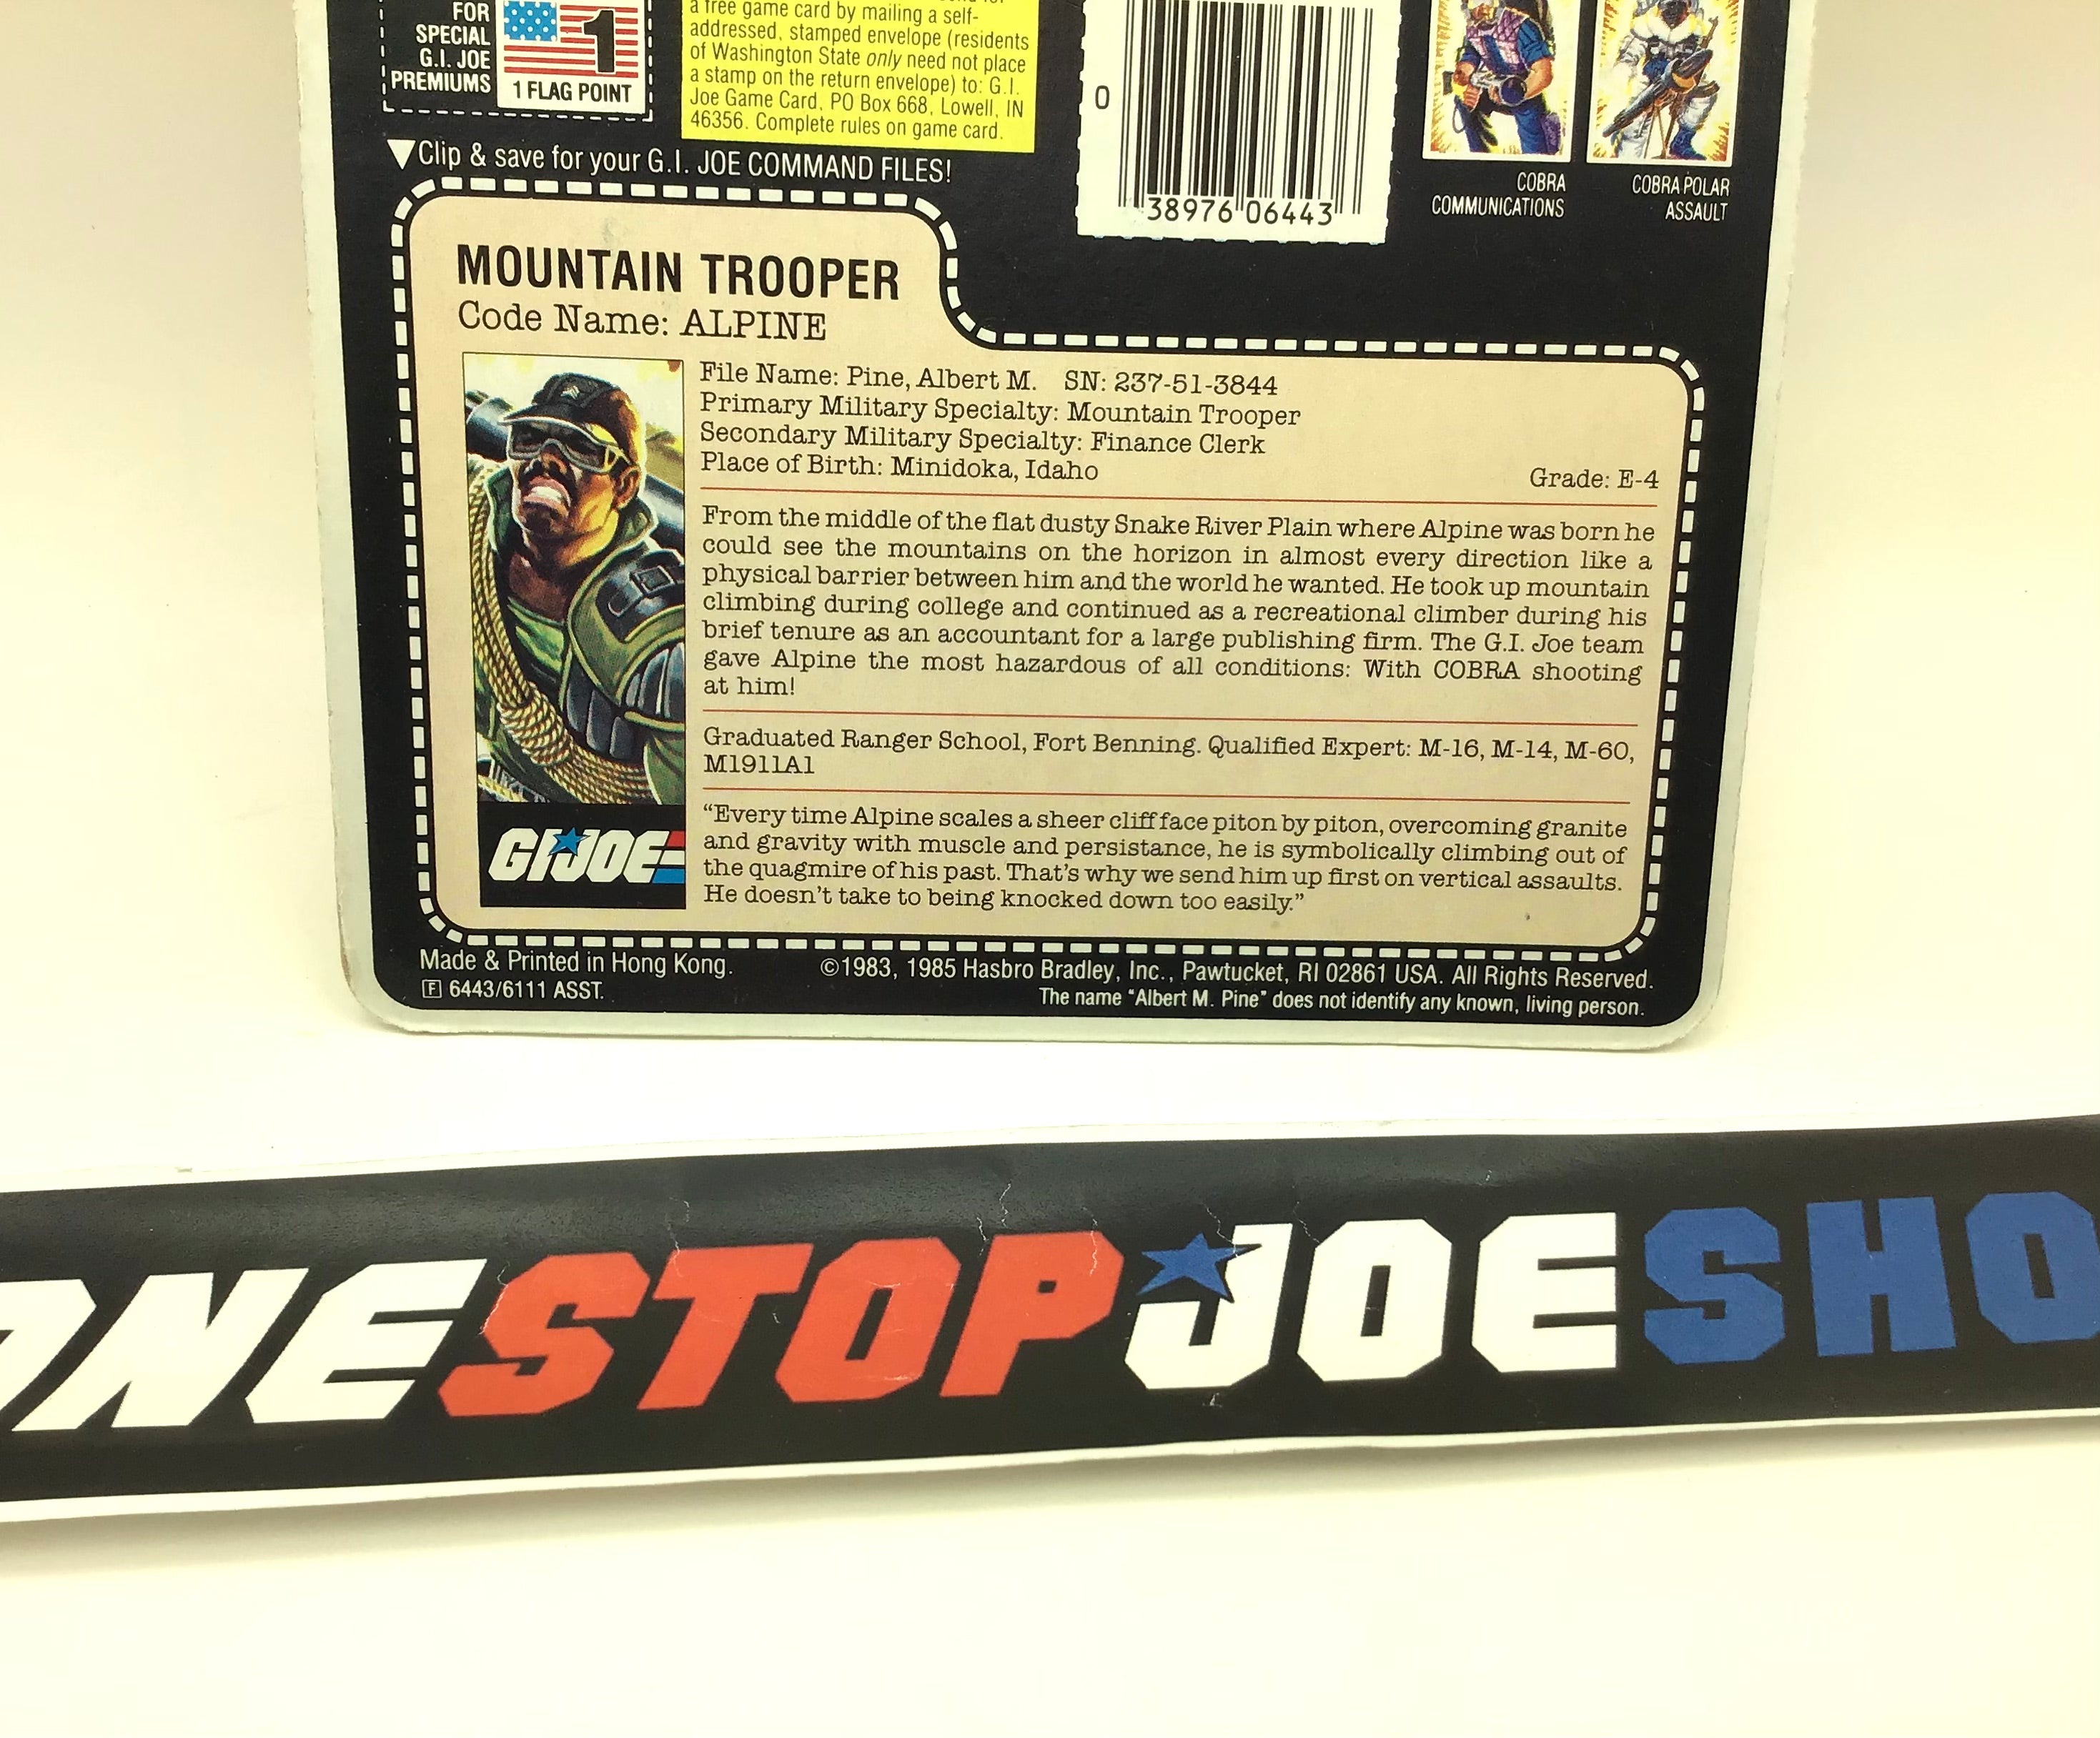 FOR
SPECIAL
G.I. JOE
PREMIUMS
1
1 FLAG POINT
a free game card by mailing a self-
addressed, stamped envelope (residents
of Washington State only need not place
a stamp on the return envelope) to: G.I.
Joe Game Card, PO Box 668, Lowell, IN
46356. Complete rules on game card.
0
38976 06443
COBRA
COMMUNICATIONS
COBRA POLAR
ASSAULT
▼Clip & save for your G.I. JOE COMMAND FILES!
MOUNTAIN TROOPER
Code Name: ALPINE
File Name: Pine, Albert M. SN: 237-51-3844
Primary Military Specialty: Mountain Trooper
Secondary Military Specialty: Finance Clerk
Place of Birth: Minidoka, Idaho Grade: E-4
From the middle of the flat dusty Snake River Plain where Alpine was born he
could see the mountains on the horizon in almost every direction like a
physical barrier between him and the world he wanted. He took up mountain
climbing during college and continued as a recreational climber during his
brief tenure as an accountant for a large publishing firm. The G.I. Joe team
gave Alpine the most hazardous of all conditions: With COBRA shooting
at him!
Graduated Ranger School, Fort Benning. Qualified Expert: M-16, M-14, M-60,
M1911A1
“Every time Alpine scales a sheer cliff face piton by piton, overcoming granite
and gravity with muscle and persistance, he is symbolically climbing out of
the quagmire of his past. That's why we send him up first on vertical assaults.
He doesn't take to being knocked down too easily.”
GI JOE
Made & Printed in Hong Kong.
F 6443/6111 ASST.
©1983, 1985 Hasbro Bradley, Inc., Pawtucket, RI 02861 USA. All Rights Reserved.
The name "Albert M. Pine" does not identify any known, living person.
ONESTOPJOESHO